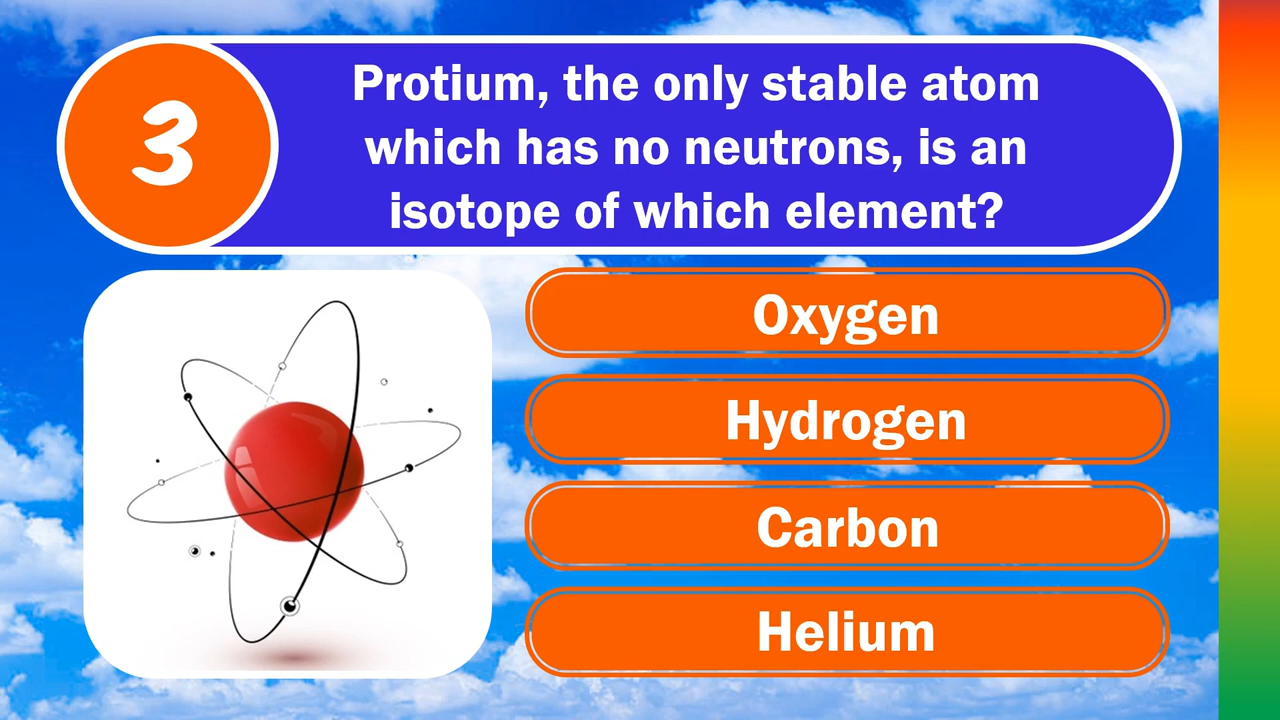 3
Protium, the only stable atom
which has no neutrons, is an
isotope of which element?
Oxygen
Hydrogen
Carbon
Helium